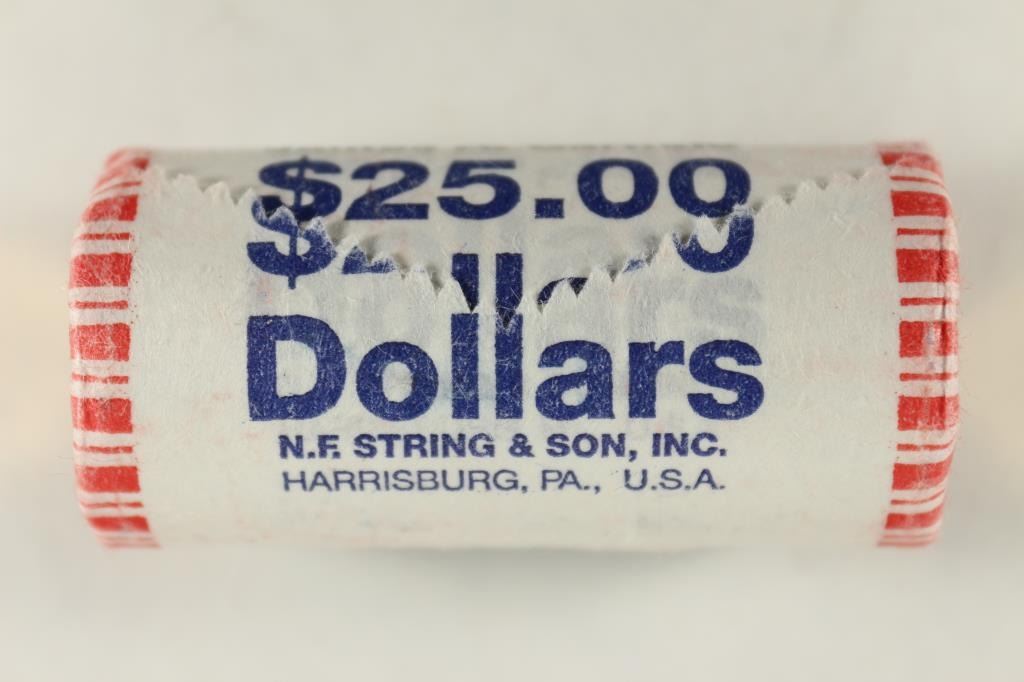 $25.00
$
Dollars
N.F. STRING & SON, INC.
HARRISBURG, PA., U.S.A.